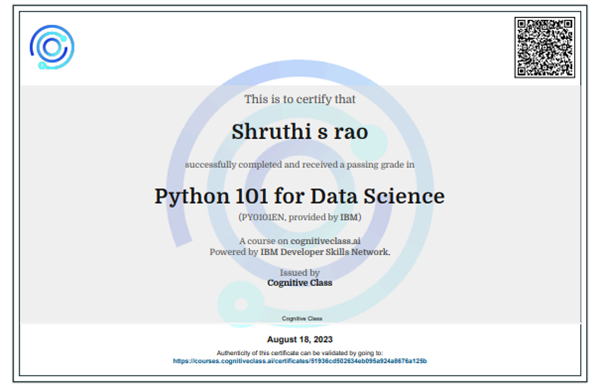 This is to certify that
Shruthi s rao
successfully completed and received a passing grade in
Python 101 for Data Science
(PY0101EN, provided by IBM)
A course on cognitiveclass.ai
Powered by IBM Developer Skills Network.
Issued by
Cognitive Class
Cognitive Class
August 18, 2023
Authenticity of this certificate can be validated by going to:
https://courses.cognitiveclass.ai/certificates/51936cd502634eb095a924a8676a125b